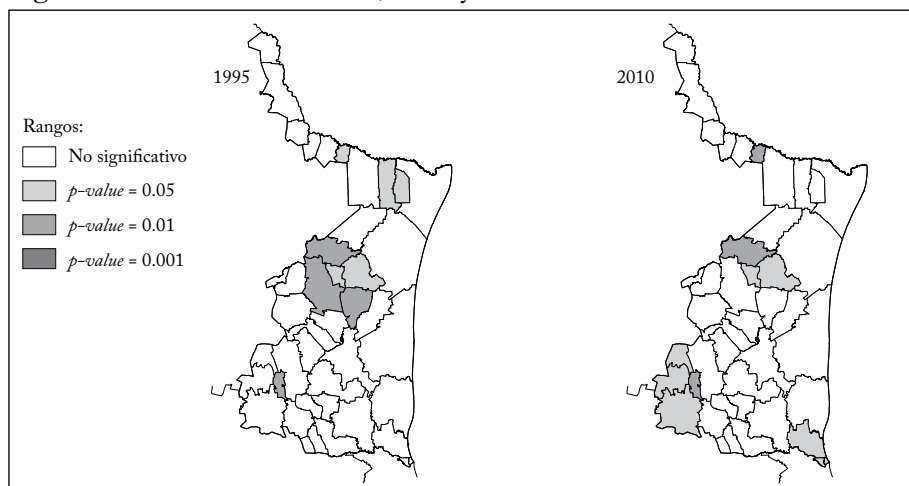 1995
2010
Rangos:
No significativo
p-value = 0.05
p-value = 0.01
p-value = 0.001